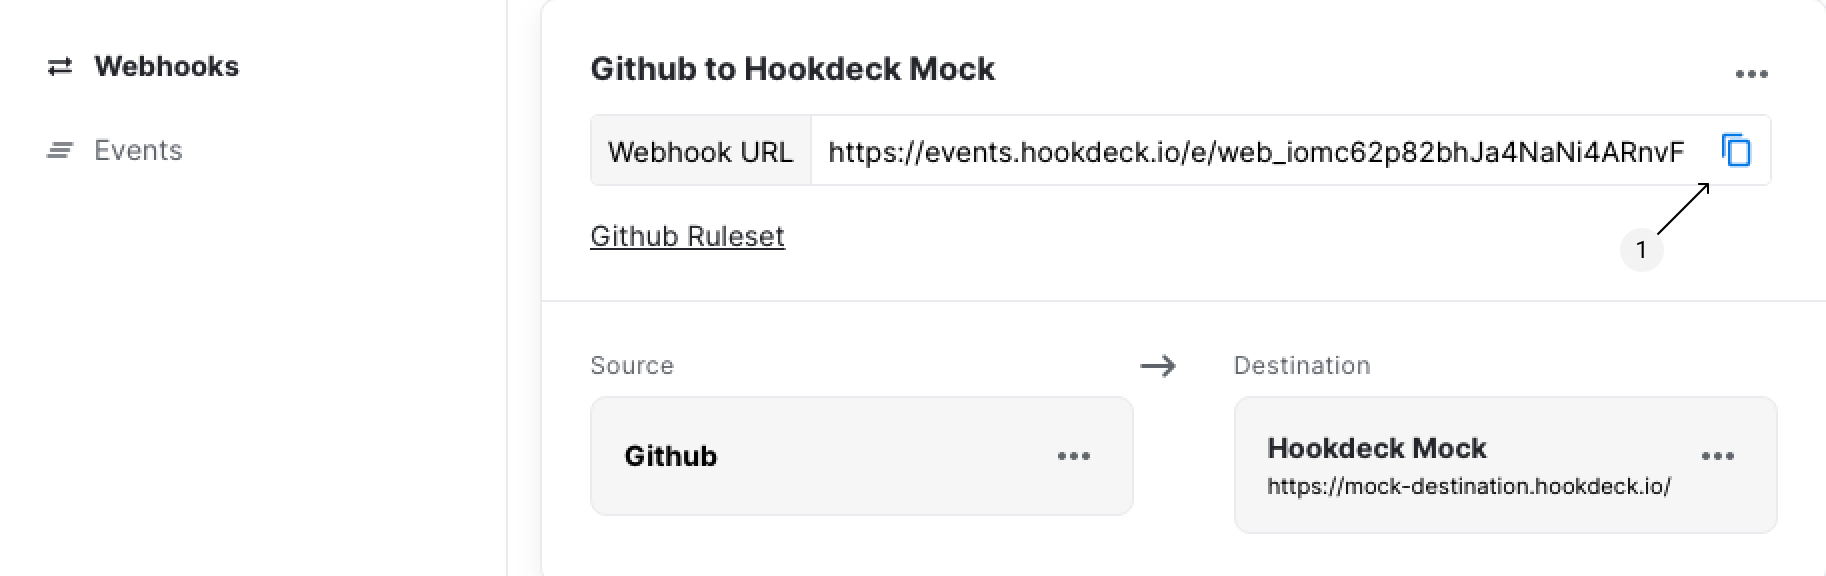 Webhooks
Events
Github to Hookdeck Mock
Webhook URL https://events.hookdeck.io/e/web_iomc62p82bhJa4NaNi4ARnvF
Github Ruleset
1
Source
Destination
Github
Hookdeck Mock
https://mock-destination.hookdeck.io/